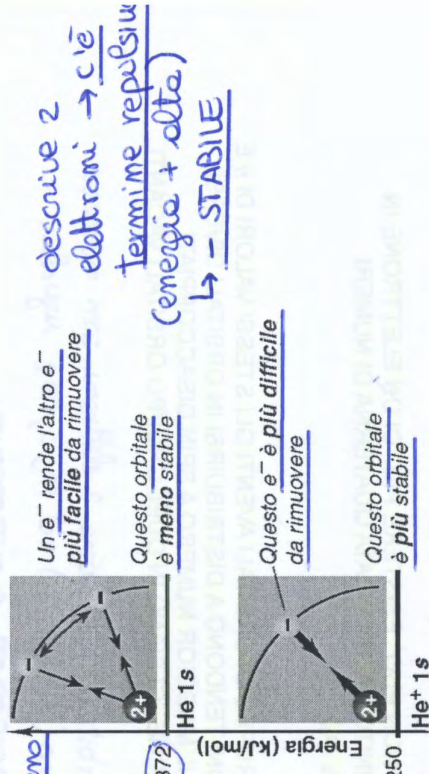 Un e⁻ rende l'altro e⁻
più facile da rimuovere
Questo orbitale
è meno stabile
descrive 2
elettroni → c'è
Termine repulsiv
(energia + alta)
↳ - STABILE
2+
372
He 1s
Energia (kJ/mol)
Questo e⁻ è più difficile
da rimuovere
Questo orbitale
è più stabile
2+
250
He⁺ 1s